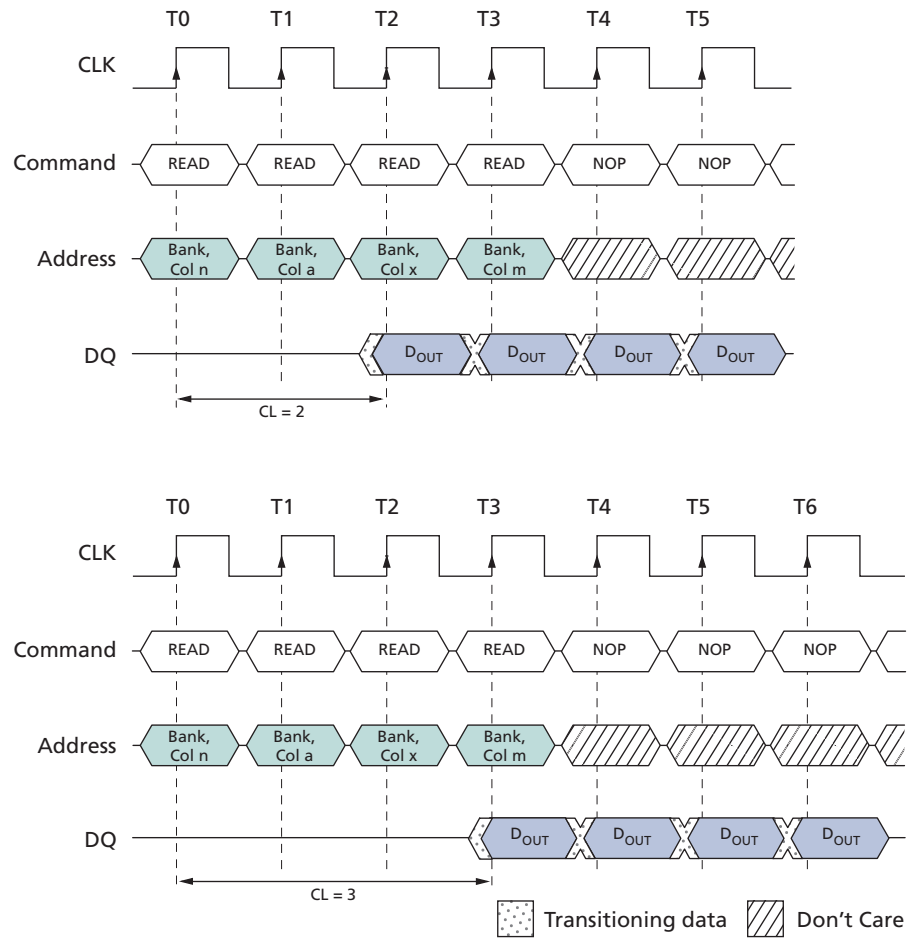 T0 T1 T2 T3 T4 T5
CLK
Command READ READ READ READ NOP NOP
Address Bank, Col n Bank, Col a Bank, Col x Bank, Col m
DQ DOUT DOUT DOUT DOUT
CL = 2
T0 T1 T2 T3 T4 T5 T6
CLK
Command READ READ READ READ NOP NOP NOP
Address Bank, Col n Bank, Col a Bank, Col x Bank, Col m
DQ DOUT DOUT DOUT DOUT
CL = 3
Transitioning data Don't Care